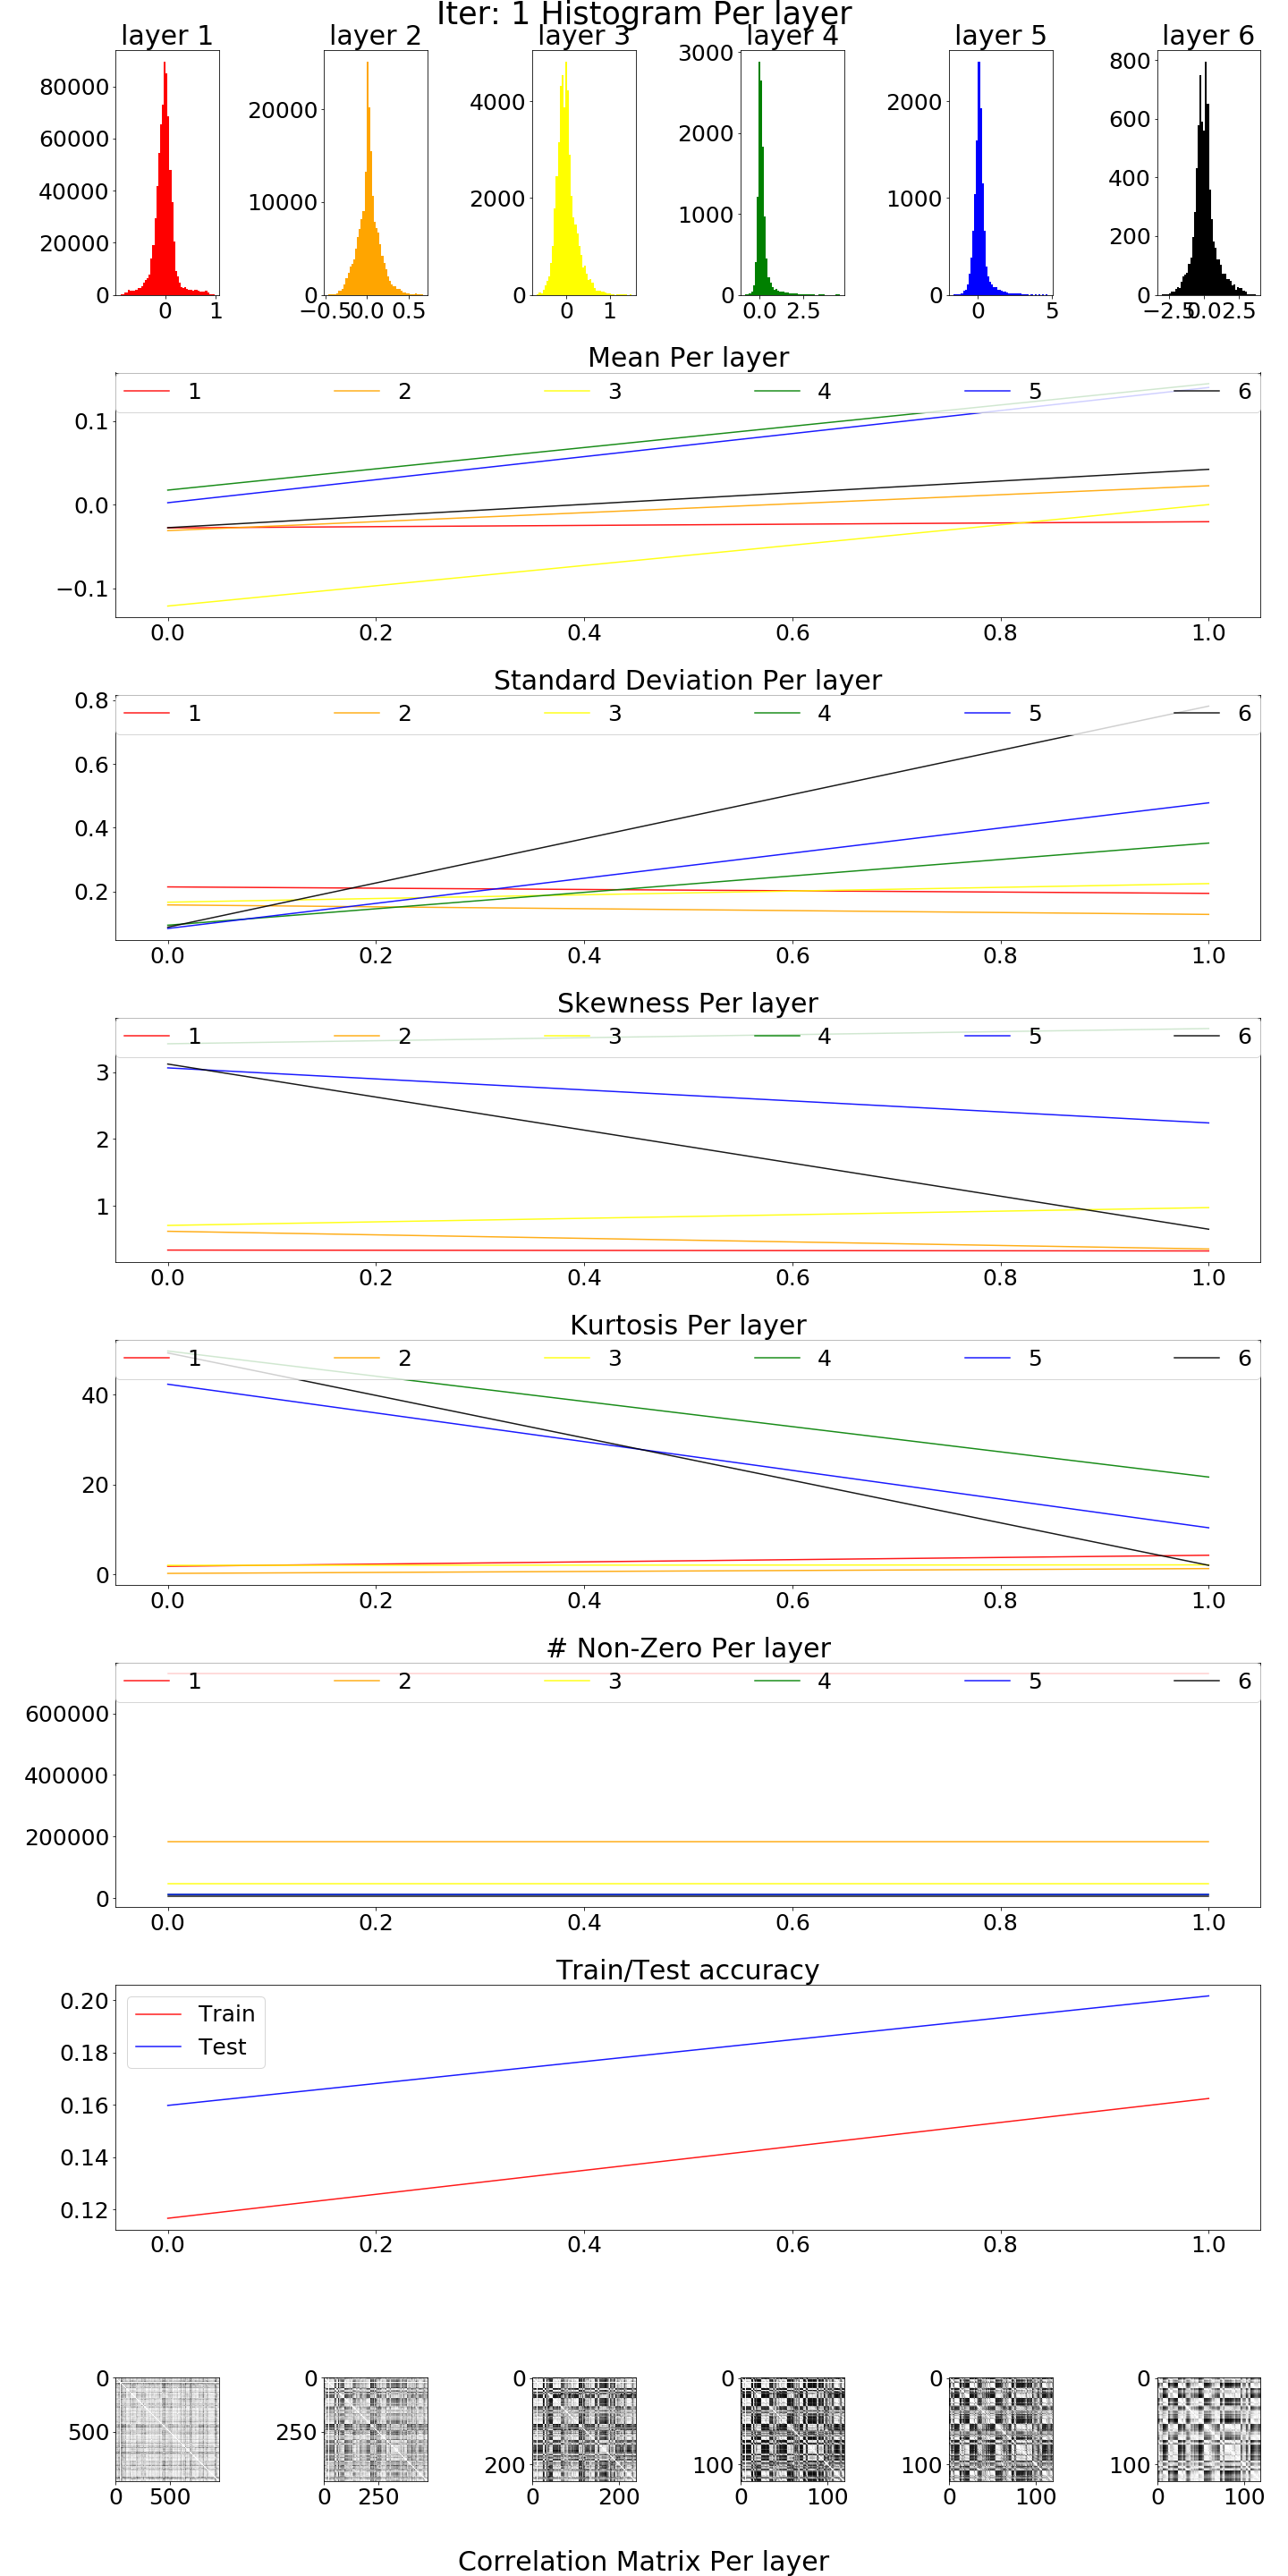 Iter: 1 Histogram Per layer
layer 1 layer 2 layer 3 layer 4 layer 5 layer 6
80000
60000
40000
20000
0
0 1
20000
10000
0
−0.5 0.0 0.5
4000
2000
0
0 1
3000
2000
1000
0
0.0 2.5
2000
1000
0
0 5
800
600
400
200
0
−2.5 0.0 2.5
Mean Per layer
1 2 3 4 5 6
0.1
0.0
−0.1
0.0 0.2 0.4 0.6 0.8 1.0
Standard Deviation Per layer
1 2 3 4 5 6
0.8
0.6
0.4
0.2
0.0 0.2 0.4 0.6 0.8 1.0
Skewness Per layer
1 2 3 4 5 6
3
2
1
0.0 0.2 0.4 0.6 0.8 1.0
Kurtosis Per layer
1 2 3 4 5 6
40
20
0
0.0 0.2 0.4 0.6 0.8 1.0
# Non-Zero Per layer
1 2 3 4 5 6
600000
400000
200000
0
0.0 0.2 0.4 0.6 0.8 1.0
Train/Test accuracy
Train
Test
0.20
0.18
0.16
0.14
0.12
0.0 0.2 0.4 0.6 0.8 1.0
0
500
0 500
0
250
0 250
0
200
0 200
0
100
0 100
0
100
0 100
0
100
0 100
Correlation Matrix Per layer